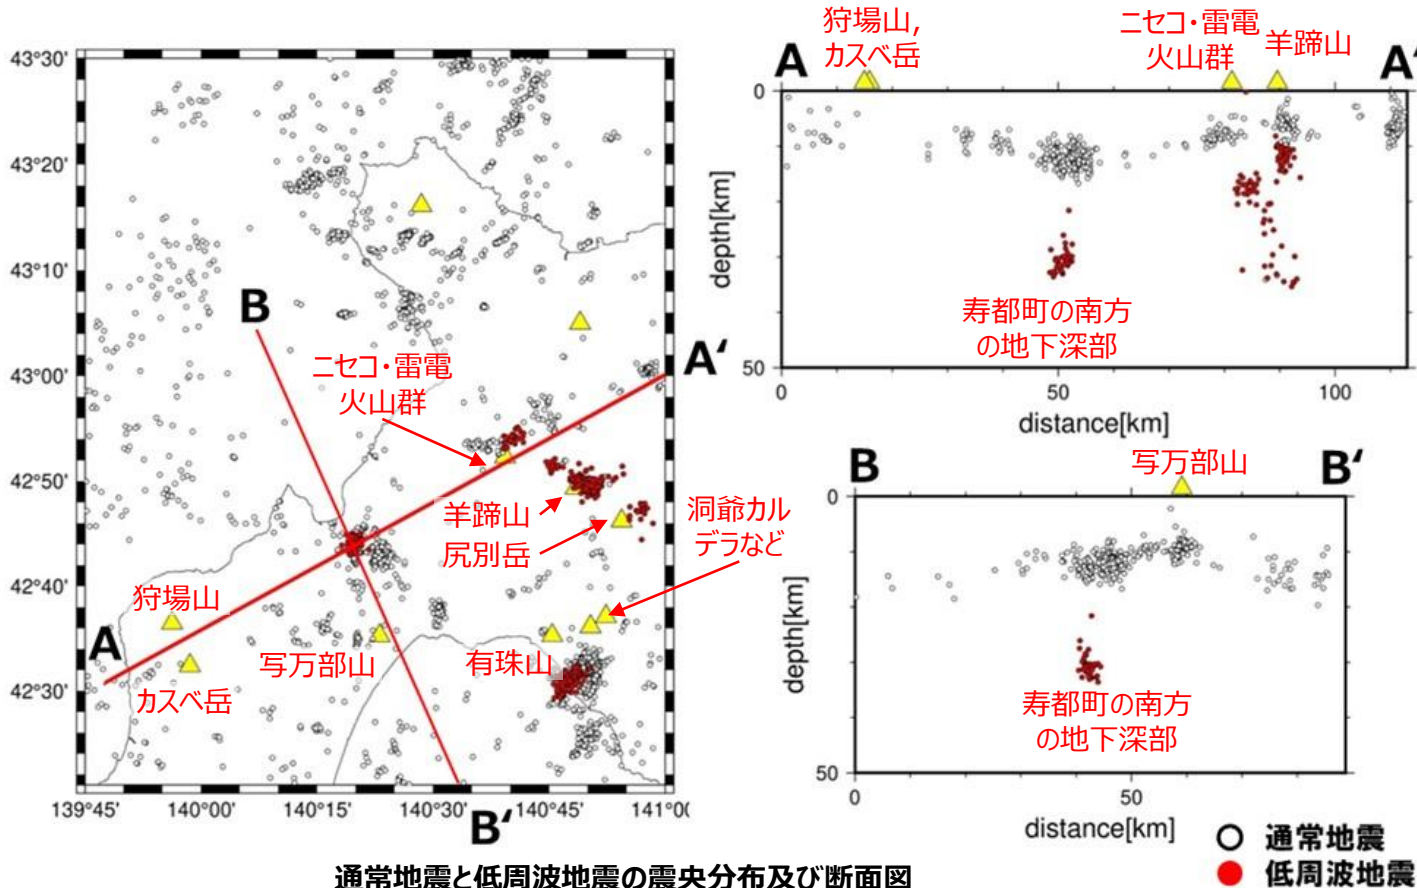 43°30'
43°20'
43°10'
43°00'
42°50'
42°40'
42°30'
139°45'
140°00'
140°15'
140°30'
140°45'
141°0(
B
A'
ニセコ・雷電
火山群
羊蹄山
尻別岳
洞爺カル
デラなど
狩場山
A
カスベ岳
写万部山
有珠山
B'
狩場山,
カスベ岳
ニセコ・雷電
火山群
羊蹄山
A
A'
0
50
depth[km]
寿都町の南方
の地下深部
0
50
100
distance[km]
B
写万部山
B'
0
50
depth[km]
寿都町の南方
の地下深部
0
50
distance[km]
通常地震
低周波地震
通常地震と低周波地震の震央分布及び断面図